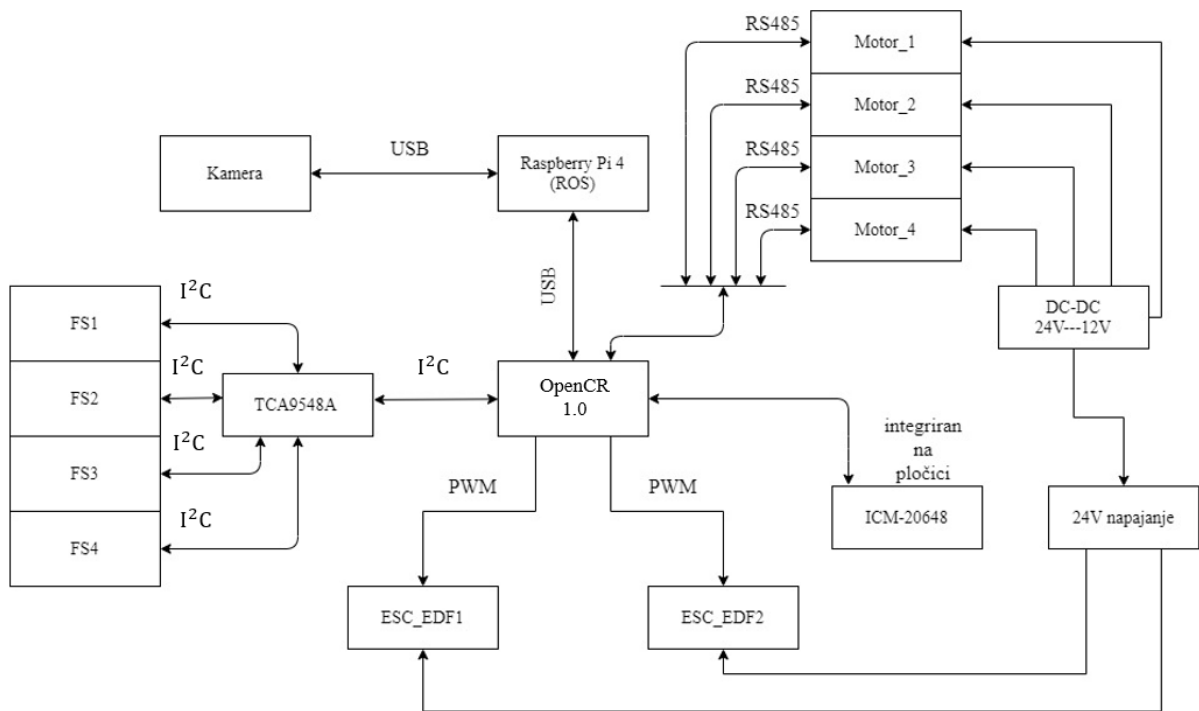 RS485
Motor_1
RS485
Motor_2
USB
RS485
Kamera
Raspberry Pi 4
(ROS)
Motor_3
RS485
Motor_4
USB
I²C
FS1
DC-DC
24V---12V
I²C
I²C
FS2
TCA9548A
OpenCR
1.0
I²C
integriran
na
pločici
FS3
PWM
PWM
I²C
ICM-20648
24V napajanje
FS4
ESC_EDF1
ESC_EDF2